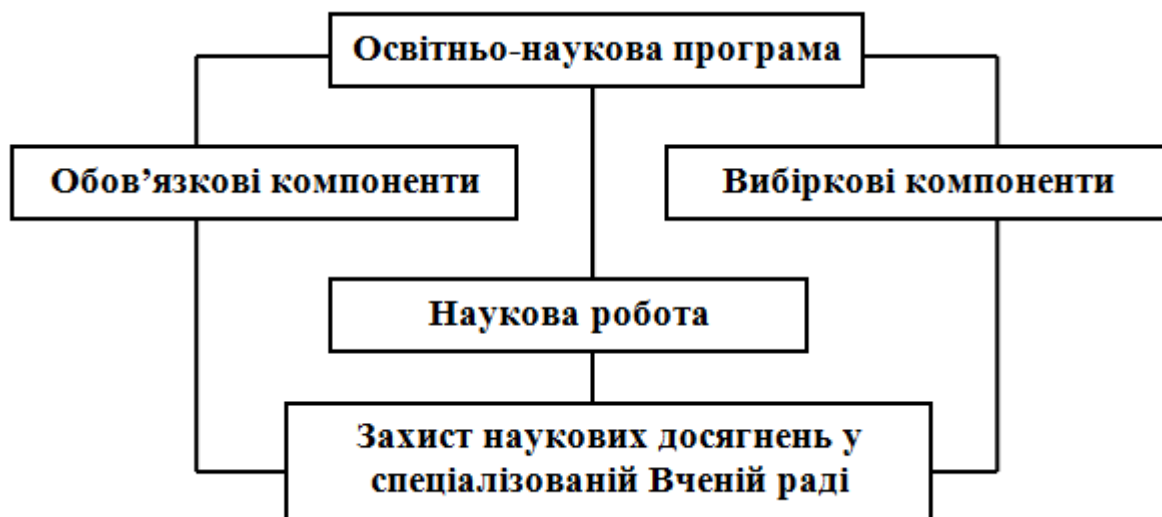 Освітньо-наукова програма
Обов’язкові компоненти
Вибіркові компоненти
Наукова робота
Захист наукових досягнень у
спеціалізованій Вченій раді